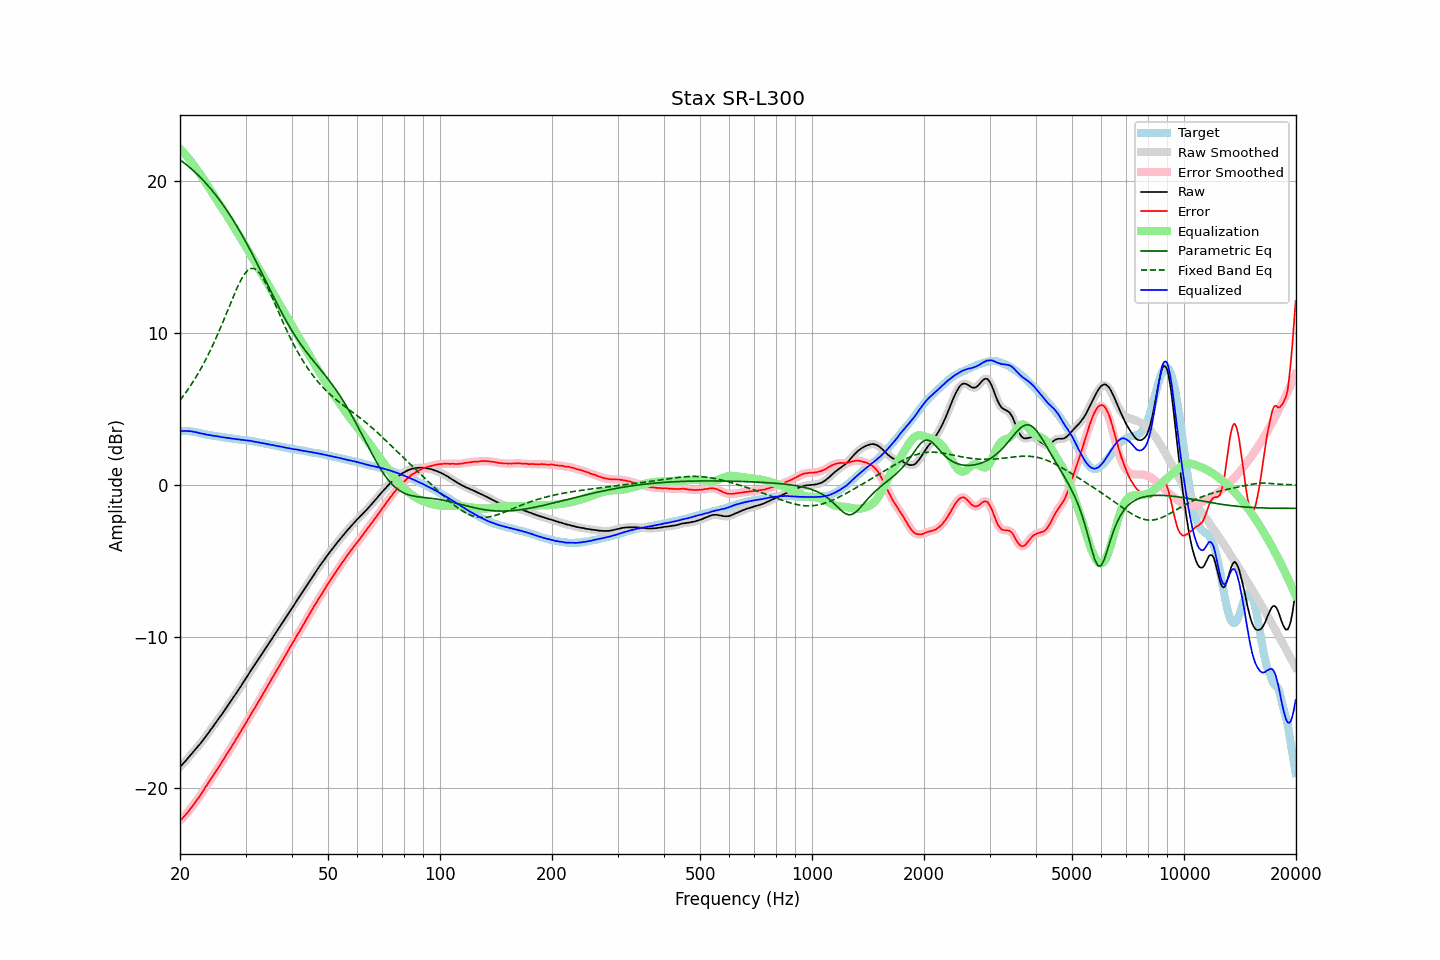 Stax SR-L300
Amplitude (dBr)
20
10
0
−10
−20
Target
Raw Smoothed
Error Smoothed
Raw
Error
Equalization
Parametric Eq
Fixed Band Eq
Equalized
20 50 100 200 500 1000 2000 5000 10000 20000
Frequency (Hz)